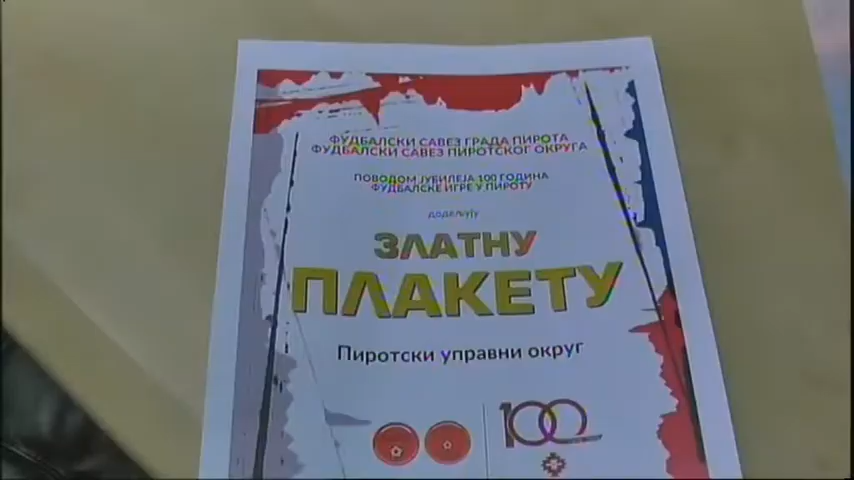 ФУДБАЛСКИ САВЕЗ ГРАДА ПИРОТА
ФУДБАЛСКИ САВЕЗ ПИРОТСКОГ ОКРУГА
ПОВОДОМ ЈУБИЛЕЈА 100 ГОДИНА
ФУДБАЛСКЕ ИГРЕ У ПИРОТУ
додељују
ЗЛАТНУ
ПЛАКЕТУ
Пиротски управни округ
100